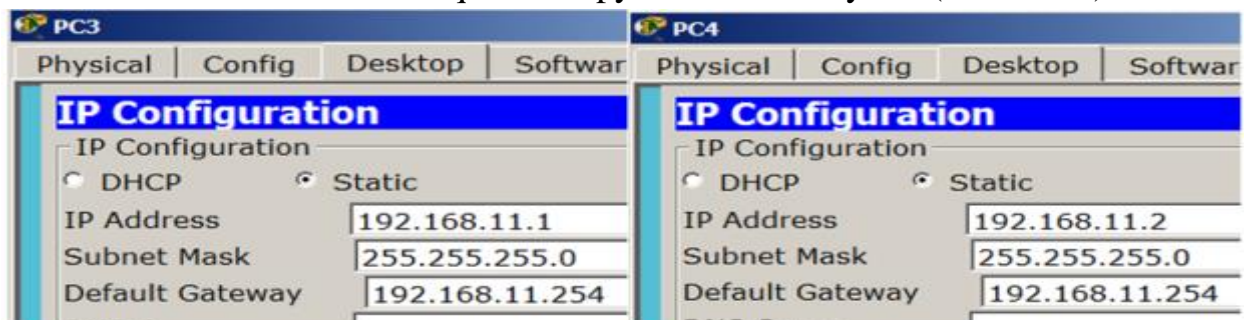 PC3
Physical Config Desktop Softwar
IP Configuration
IP Configuration
DHCP Static
IP Address 192.168.11.1
Subnet Mask 255.255.255.0
Default Gateway 192.168.11.254
PC4
Physical Config Desktop Softwar
IP Configuration
IP Configuration
DHCP Static
IP Address 192.168.11.2
Subnet Mask 255.255.255.0
Default Gateway 192.168.11.254